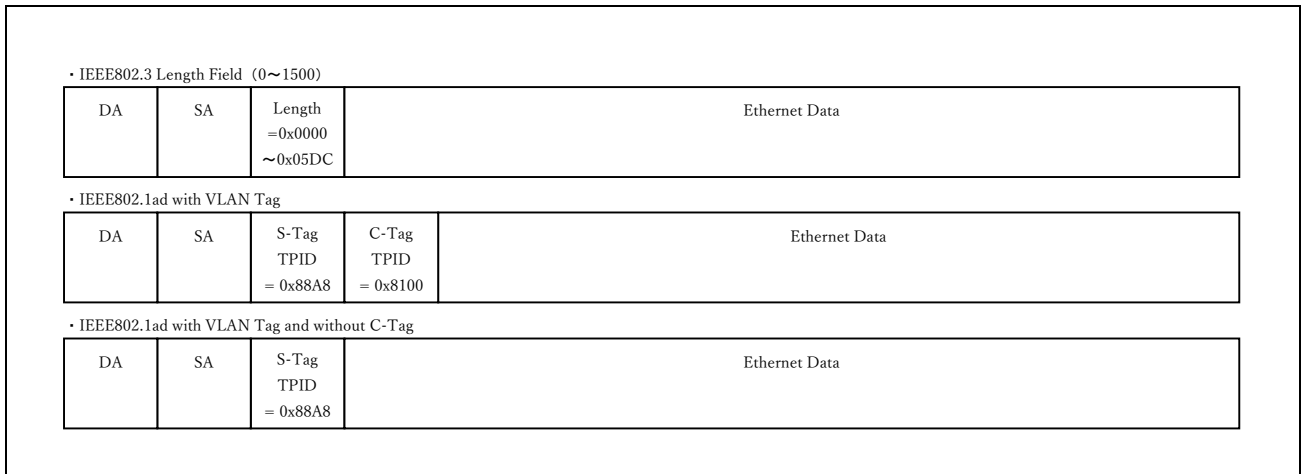 ・IEEE802.3 Length Field（0〜1500）
DA SA Length Ethernet Data
=0x0000
〜0x05DC
・IEEE802.1ad with VLAN Tag
DA SA S-Tag C-Tag Ethernet Data
TPID TPID
= 0x88A8 = 0x8100
・IEEE802.1ad with VLAN Tag and without C-Tag
DA SA S-Tag Ethernet Data
TPID
= 0x88A8